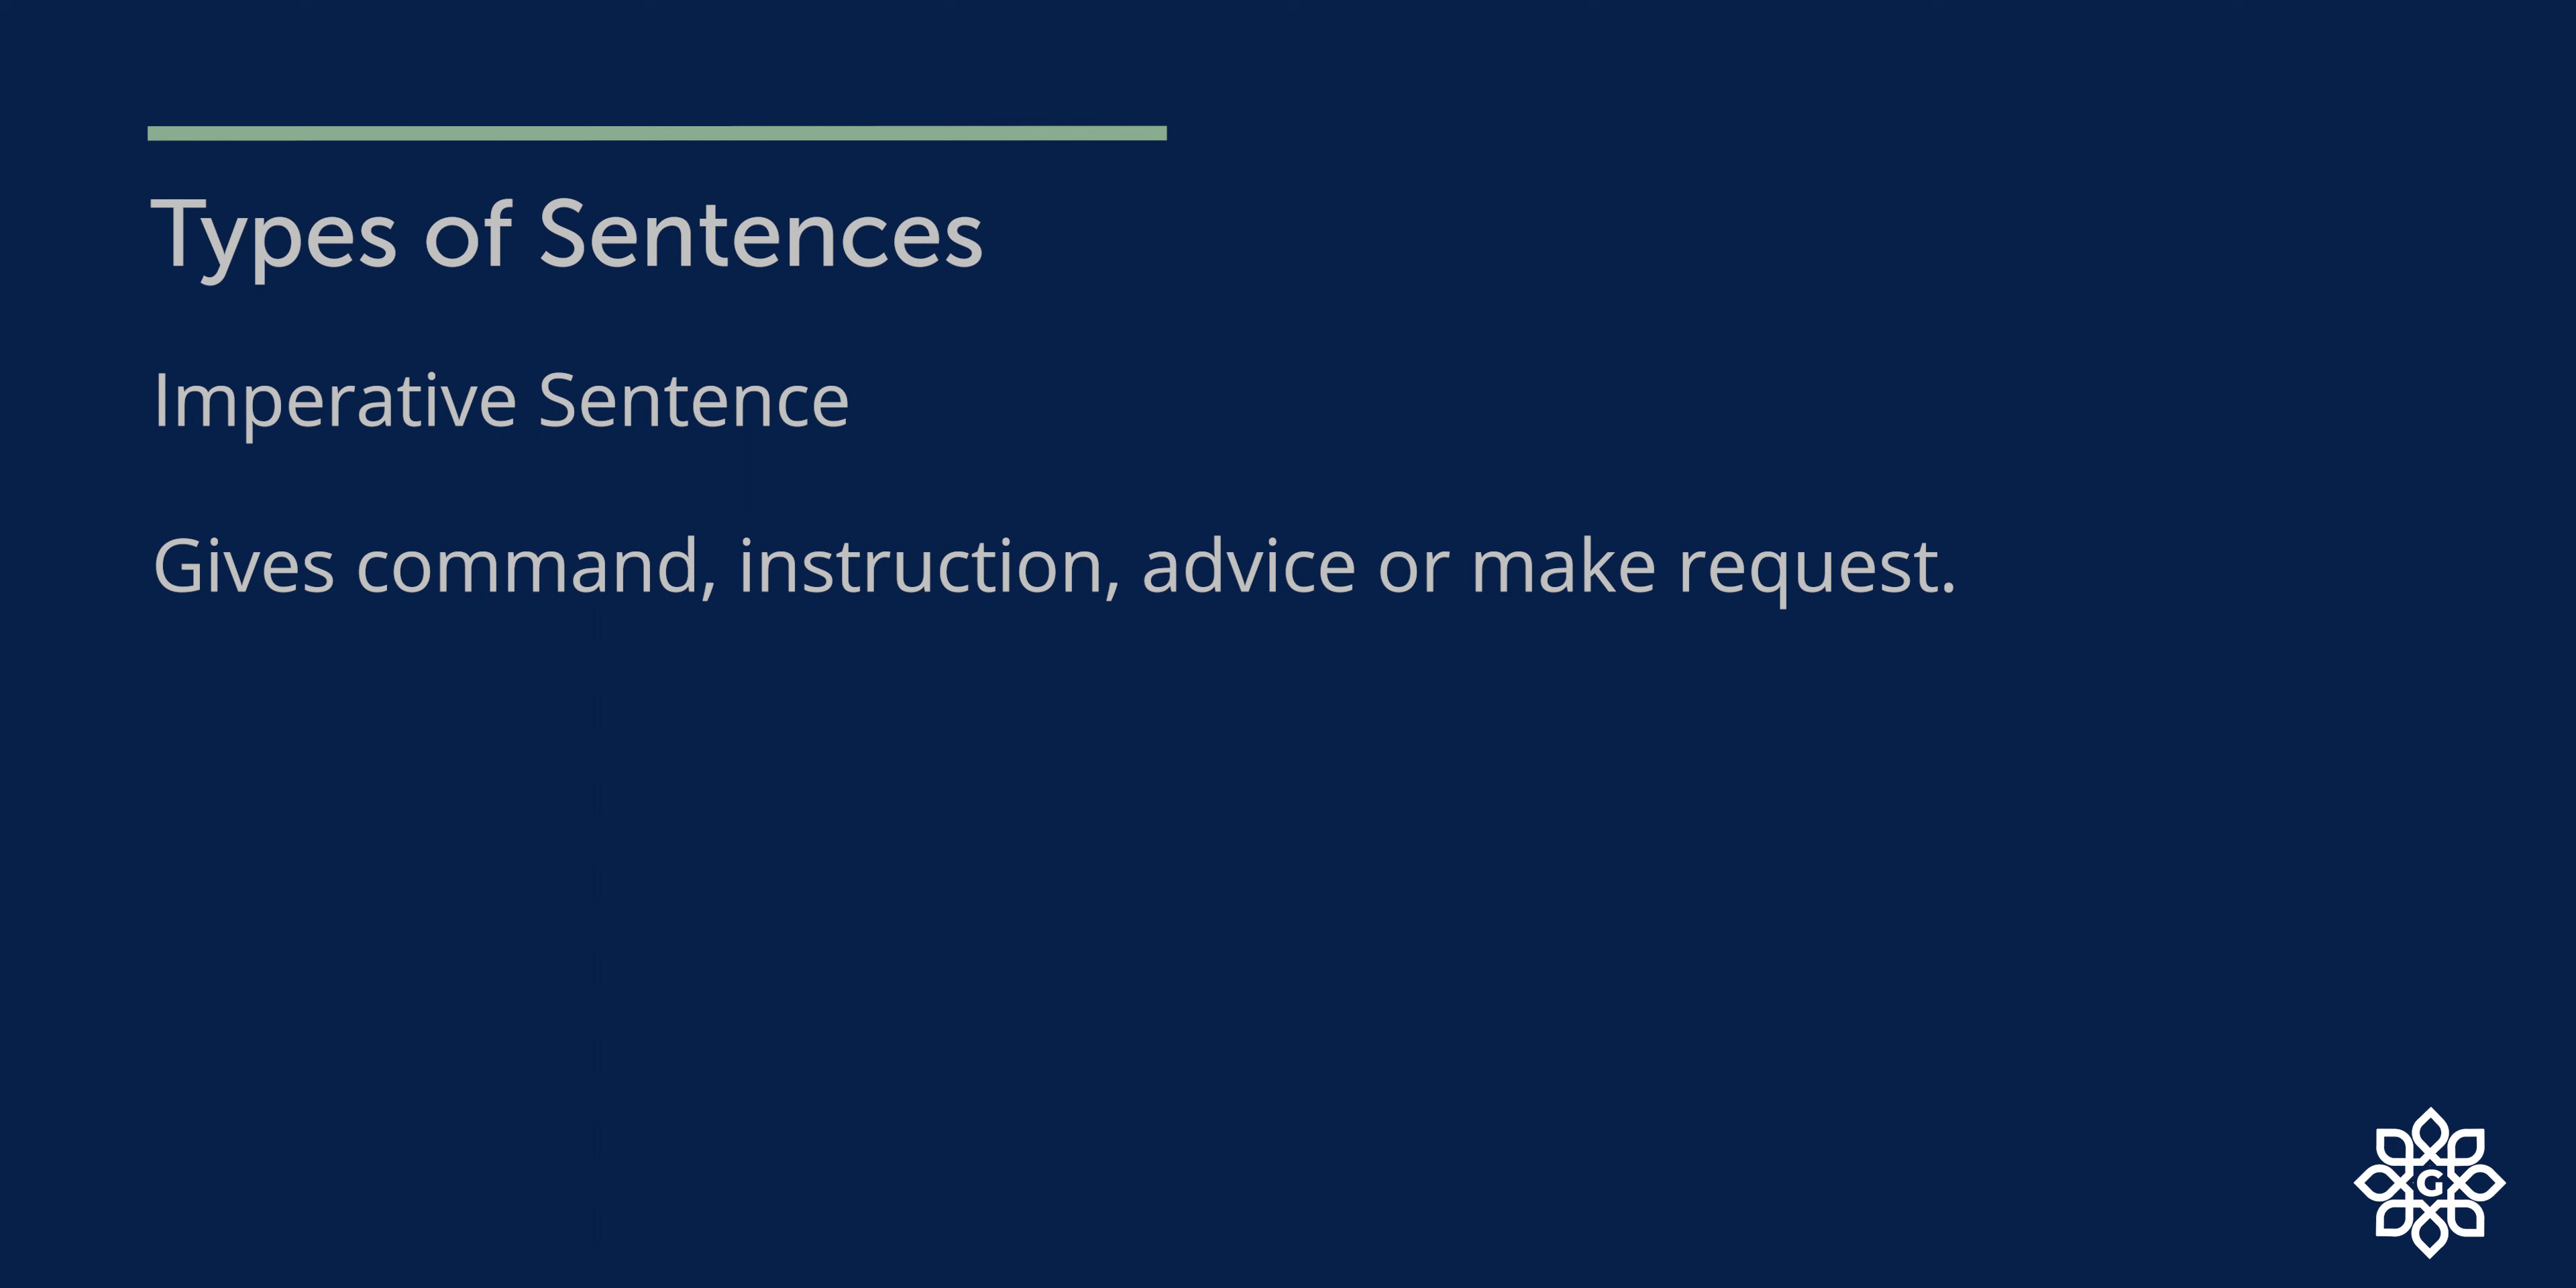 Types of Sentences
Imperative Sentence
Gives command, instruction, advice or make request.
G